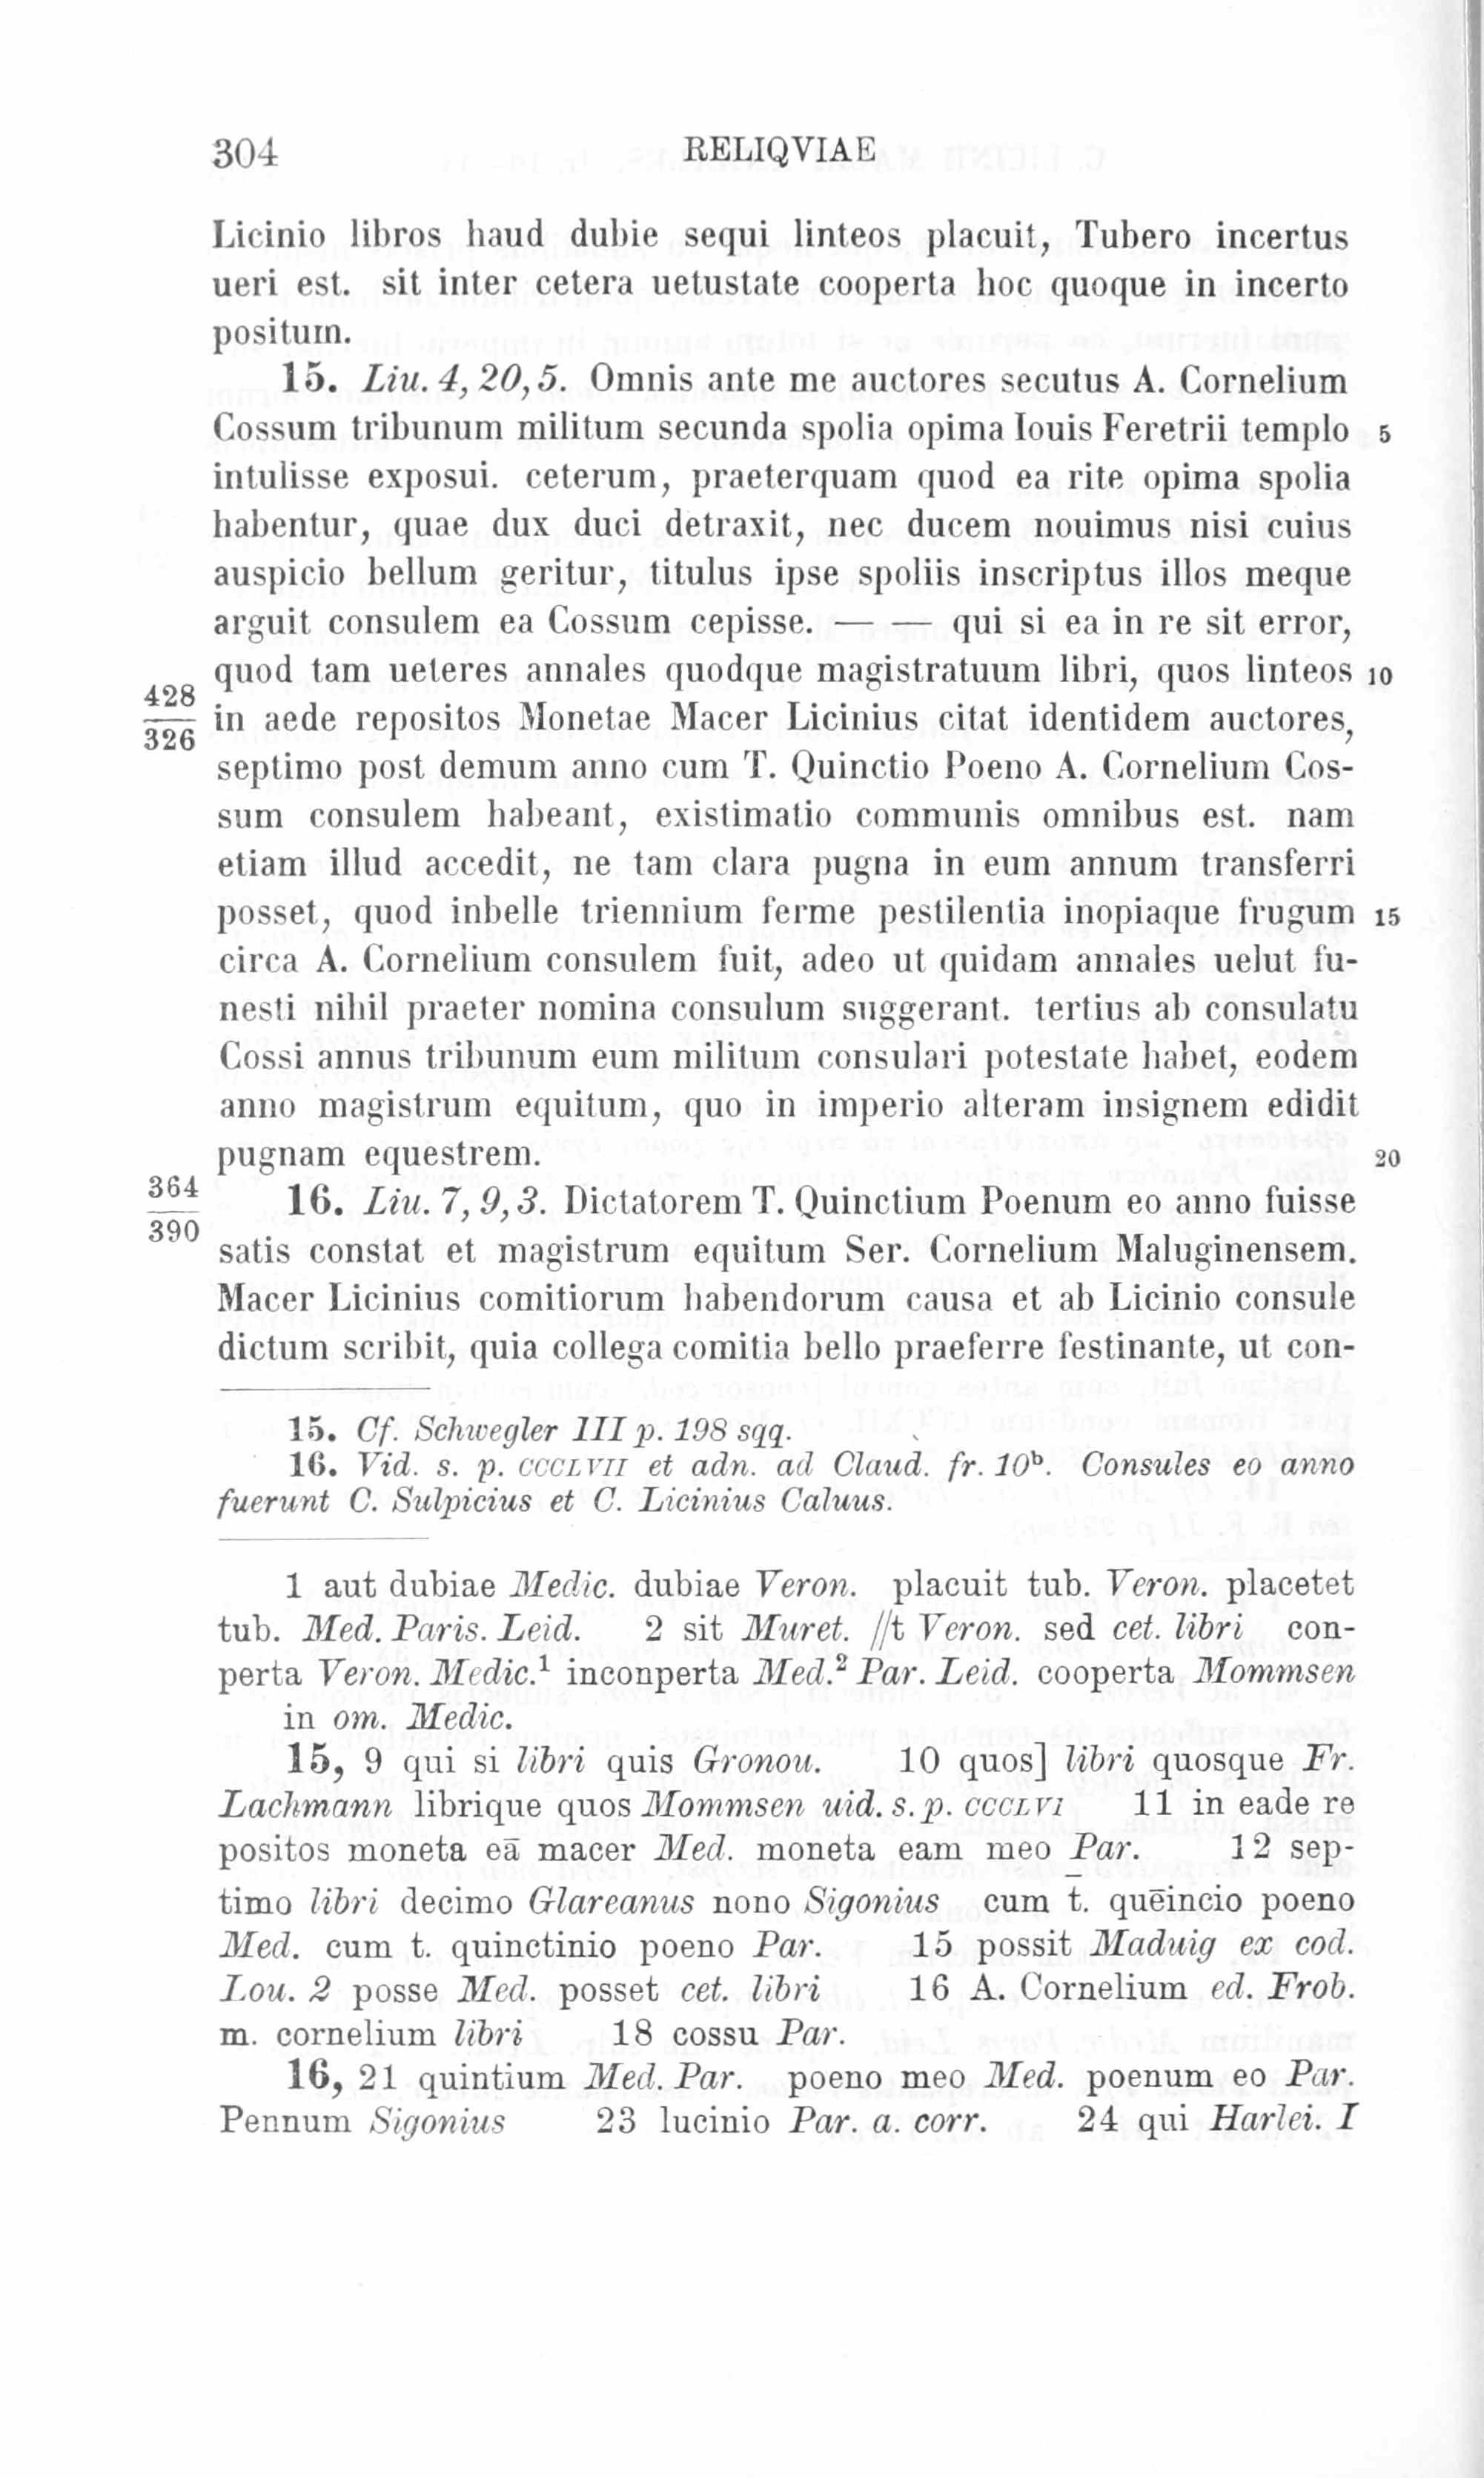 304 RELIQVIAE
Licinio libros haud dubie sequi linteos placuit, Tubero incertus
ueri est. sit inter cetera uetustate cooperta hoc quoque in incerto
positum.
15. Liu. 4, 20, 5. Omnis ante me auctores secutus A. Cornelium
Cossum tribunum militum secunda spolia opima Iouis Feretrii templo 5
intulisse exposui. ceterum, praeterquam quod ea rite opima spolia
habentur, quae dux duci detraxit, nec ducem nouimus nisi cuius
auspicio bellum geritur, titulus ipse spoliis inscriptus illos meque
arguit consulem ea Cossum cepisse. — — qui si ea in re sit error,
quod tam ueteres annales quodque magistratuum libri, quos linteos 10
428
326
in aede repositos Monetae Macer Licinius citat identidem auctores,
septimo post demum anno cum T. Quinctio Poeno A. Cornelium Cos-
sum consulem habeant, existimatio communis omnibus est. nam
etiam illud accedit, ne tam clara pugna in eum annum transferri
posset, quod inbelle triennium ferme pestilentia inopiaque frugum 15
circa A. Cornelium consulem fuit, adeo ut quidam annales uelut fu-
nesti nihil praeter nomina consulum suggerant. tertius ab consulatu
Cossi annus tribunum eum militum consulari potestate habet, eodem
anno magistrum equitum, quo in imperio alteram insignem edidit
pugnam equestrem. 20
364
390
16. Liu. 7, 9, 3. Dictatorem T. Quinctium Poenum eo anno fuisse
satis constat et magistrum equitum Ser. Cornelium Maluginensem.
Macer Licinius comitiorum habendorum causa et ab Licinio consule
dictum scribit, quia collega comitia bello praeferre festinante, ut con-
15. Cf. Schwegler III p. 198 sqq.
16. Vid. s. p. CCCLVII et adn. ad Claud. fr. 10ᵇ. Consules eo anno
fuerunt C. Sulpicius et C. Licinius Caluus.
1 aut dubiae Medic. dubiae Veron. placuit tub. Veron. placetet
tub. Med. Paris. Leid. 2 sit Muret. //t Veron. sed cet. libri con-
perta Veron. Medic.¹ inconperta Med.² Par. Leid. cooperta Mommsen
in om. Medic.
15, 9 qui si libri quis Gronou. 10 quos] libri quosque Fr.
Lachmann librique quos Mommsen uid. s. p. CCCLVI 11 in eade re
positos moneta eā macer Med. moneta eam meo Par. 12 sep-
timo libri decimo Glareanus nono Sigonius cum t̅. quēincio poeno
Med. cum t. quinctinio poeno Par. 15 possit Maduig ex cod.
Lou. 2 posse Med. posset cet. libri 16 A. Cornelium ed. Frob.
m. cornelium libri 18 cossu Par.
16, 21 quintium Med. Par. poeno meo Med. poenum eo Par.
Pennum Sigonius 23 lucinio Par. a. corr. 24 qui Harlei. I